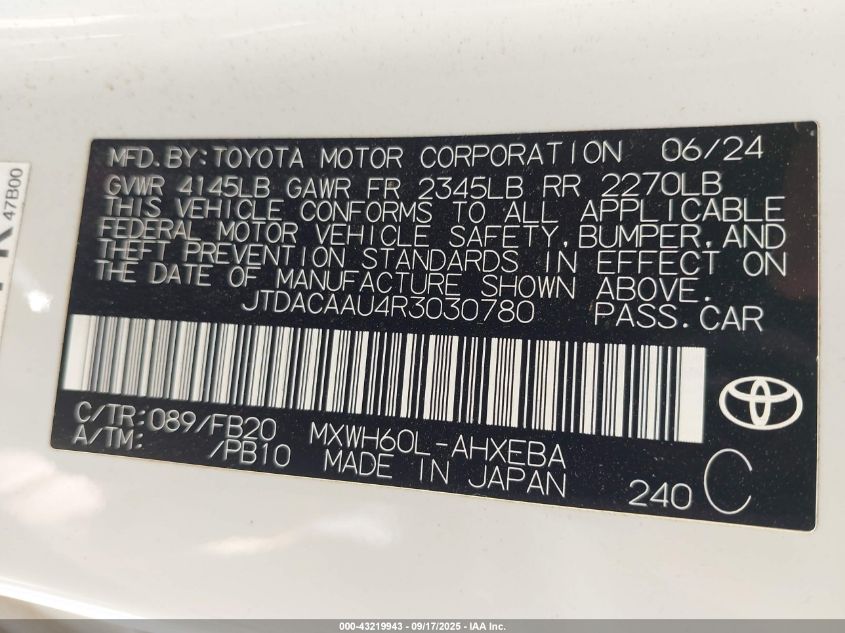 MFD.BY:TOYOTA MOTOR CORPORATION 06/24
GVWR 4145LB GAWR FR 2345LB RR 2270LB
THIS VEHICLE CONFORMS TO ALL APPLICABLE
FEDERAL MOTOR VEHICLE SAFETY,BUMPER,AND
THEFT PREVENTION STANDARDS IN EFFECT ON
THE DATE OF MANUFACTURE SHOWN ABOVE.
JTDACAAU4R3030780 PASS.CAR
C/TR:089/FB20 MXWH60L-AHXEBA
A/TM: /PB10 MADE IN JAPAN
240 C
47B00
000-43219943 - 09/17/2025 - IAA Inc.